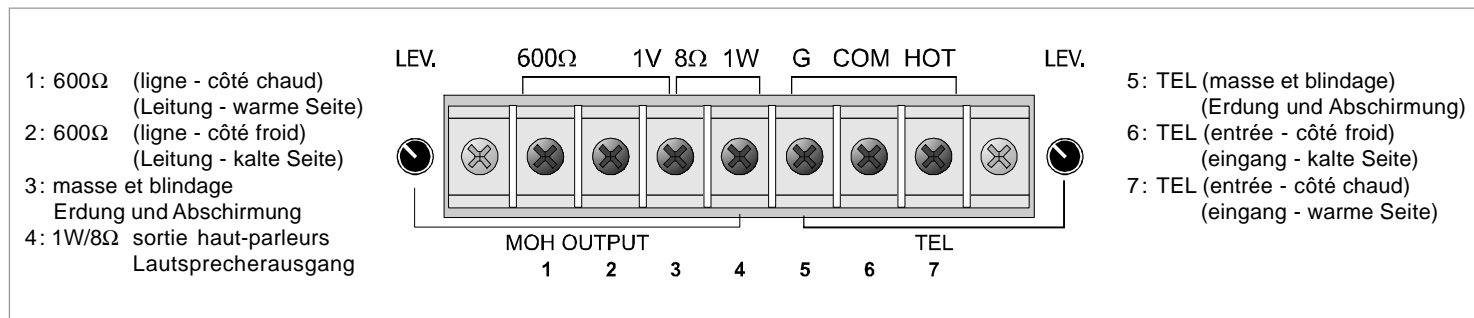 1: 600Ω (ligne - côté chaud)
(Leitung - warme Seite)
2: 600Ω (ligne - côté froid)
(Leitung - kalte Seite)
3: masse et blindage
Erdung und Abschirmung
4: 1W/8Ω sortie haut-parleurs
Lautsprecherausgang
LEV. 600Ω 1V 8Ω 1W G COM HOT LEV.
MOH OUTPUT TEL
1 2 3 4 5 6 7
5: TEL (masse et blindage)
(Erdung und Abschirmung)
6: TEL (entrée - côté froid)
(eingang - kalte Seite)
7: TEL (entrée - côté chaud)
(eingang - warme Seite)